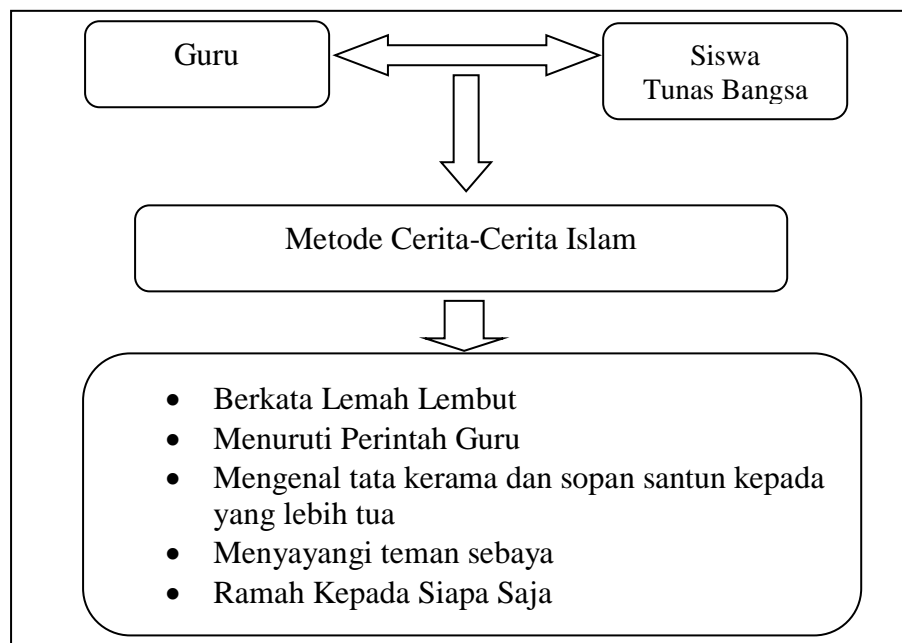 Guru
Siswa
Tunas Bangsa
Metode Cerita-Cerita Islam
• Berkata Lemah Lembut
• Menuruti Perintah Guru
• Mengenal tata kerama dan sopan santun kepada
yang lebih tua
• Menyayangi teman sebaya
• Ramah Kepada Siapa Saja